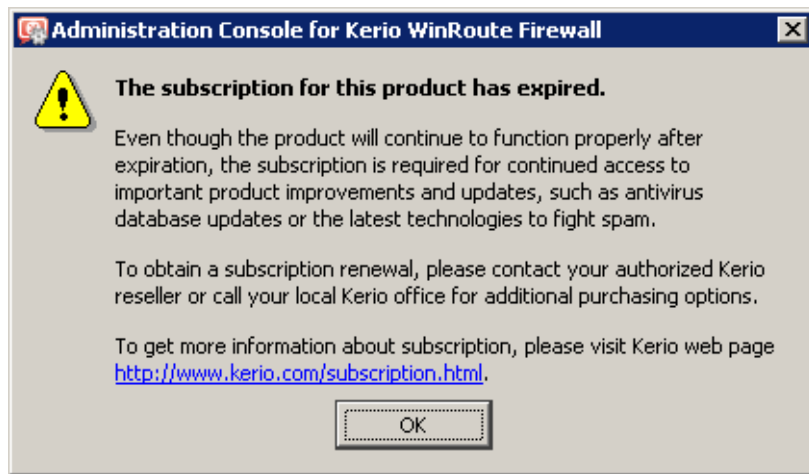 Administration Console for Kerio WinRoute Firewall
The subscription for this product has expired.
Even though the product will continue to function properly after
expiration, the subscription is required for continued access to
important product improvements and updates, such as antivirus
database updates or the latest technologies to fight spam.
To obtain a subscription renewal, please contact your authorized Kerio
reseller or call your local Kerio office for additional purchasing options.
To get more information about subscription, please visit Kerio web page
http://www.kerio.com/subscription.html.
OK